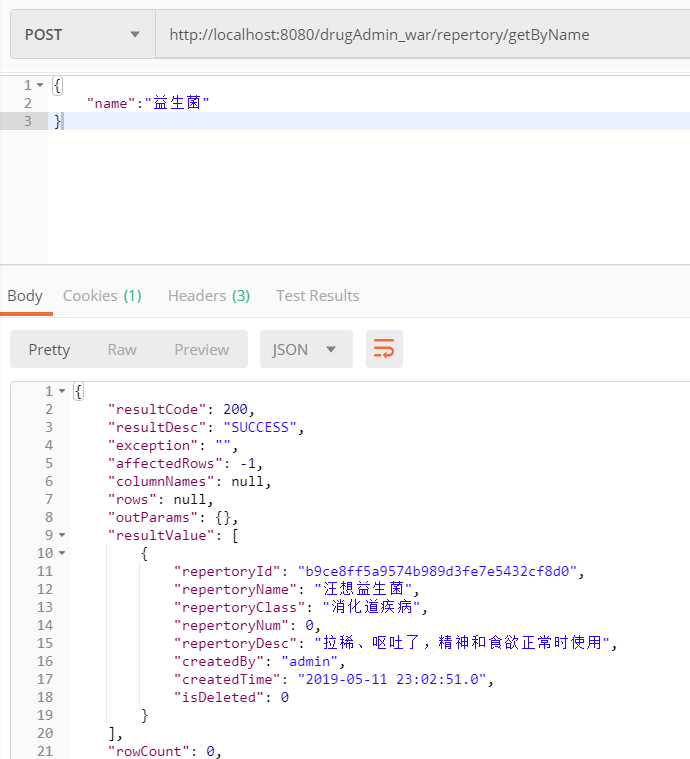 POST http://localhost:8080/drugAdmin_war/repertory/getByName
1 {
2 "name":"益生菌"
3 }
Body Cookies (1) Headers (3) Test Results
Pretty Raw Preview JSON
1 {
2 "resultCode": 200,
3 "resultDesc": "SUCCESS",
4 "exception": "",
5 "affectedRows": -1,
6 "columnNames": null,
7 "rows": null,
8 "outParams": {},
9 "resultValue": [
10 {
11 "repertoryId": "b9ce8ff5a9574b989d3fe7e5432cf8d0",
12 "repertoryName": "汪想益生菌",
13 "repertoryClass": "消化道疾病",
14 "repertoryNum": 0,
15 "repertoryDesc": "拉稀、呕吐了，精神和食欲正常时使用",
16 "createdBy": "admin",
17 "createdTime": "2019-05-11 23:02:51.0",
18 "isDeleted": 0
19 }
20 ],
21 "rowCount": 0,